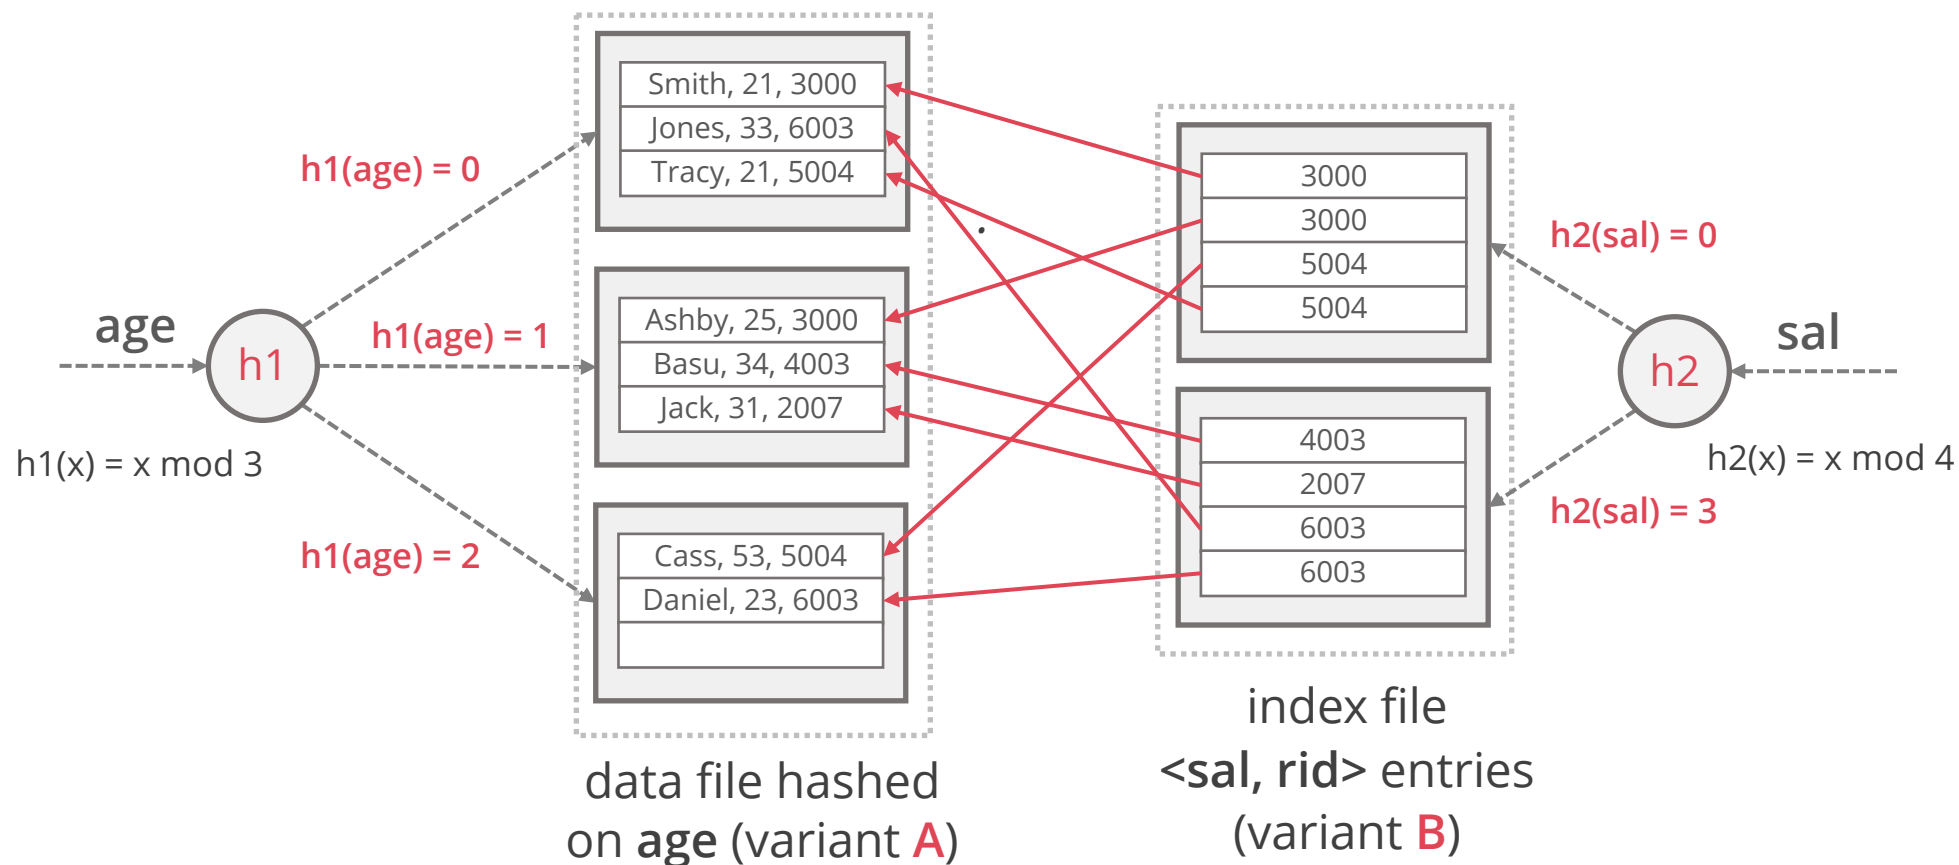 age
h1
h1(x) = x mod 3
h1(age) = 0
h1(age) = 1
h1(age) = 2
Smith, 21, 3000
Jones, 33, 6003
Tracy, 21, 5004
Ashby, 25, 3000
Basu, 34, 4003
Jack, 31, 2007
Cass, 53, 5004
Daniel, 23, 6003
data file hashed
on age (variant A)
3000
3000
5004
5004
4003
2007
6003
6003
index file
<sal, rid> entries
(variant B)
h2(sal) = 0
h2(sal) = 3
sal
h2
h2(x) = x mod 4